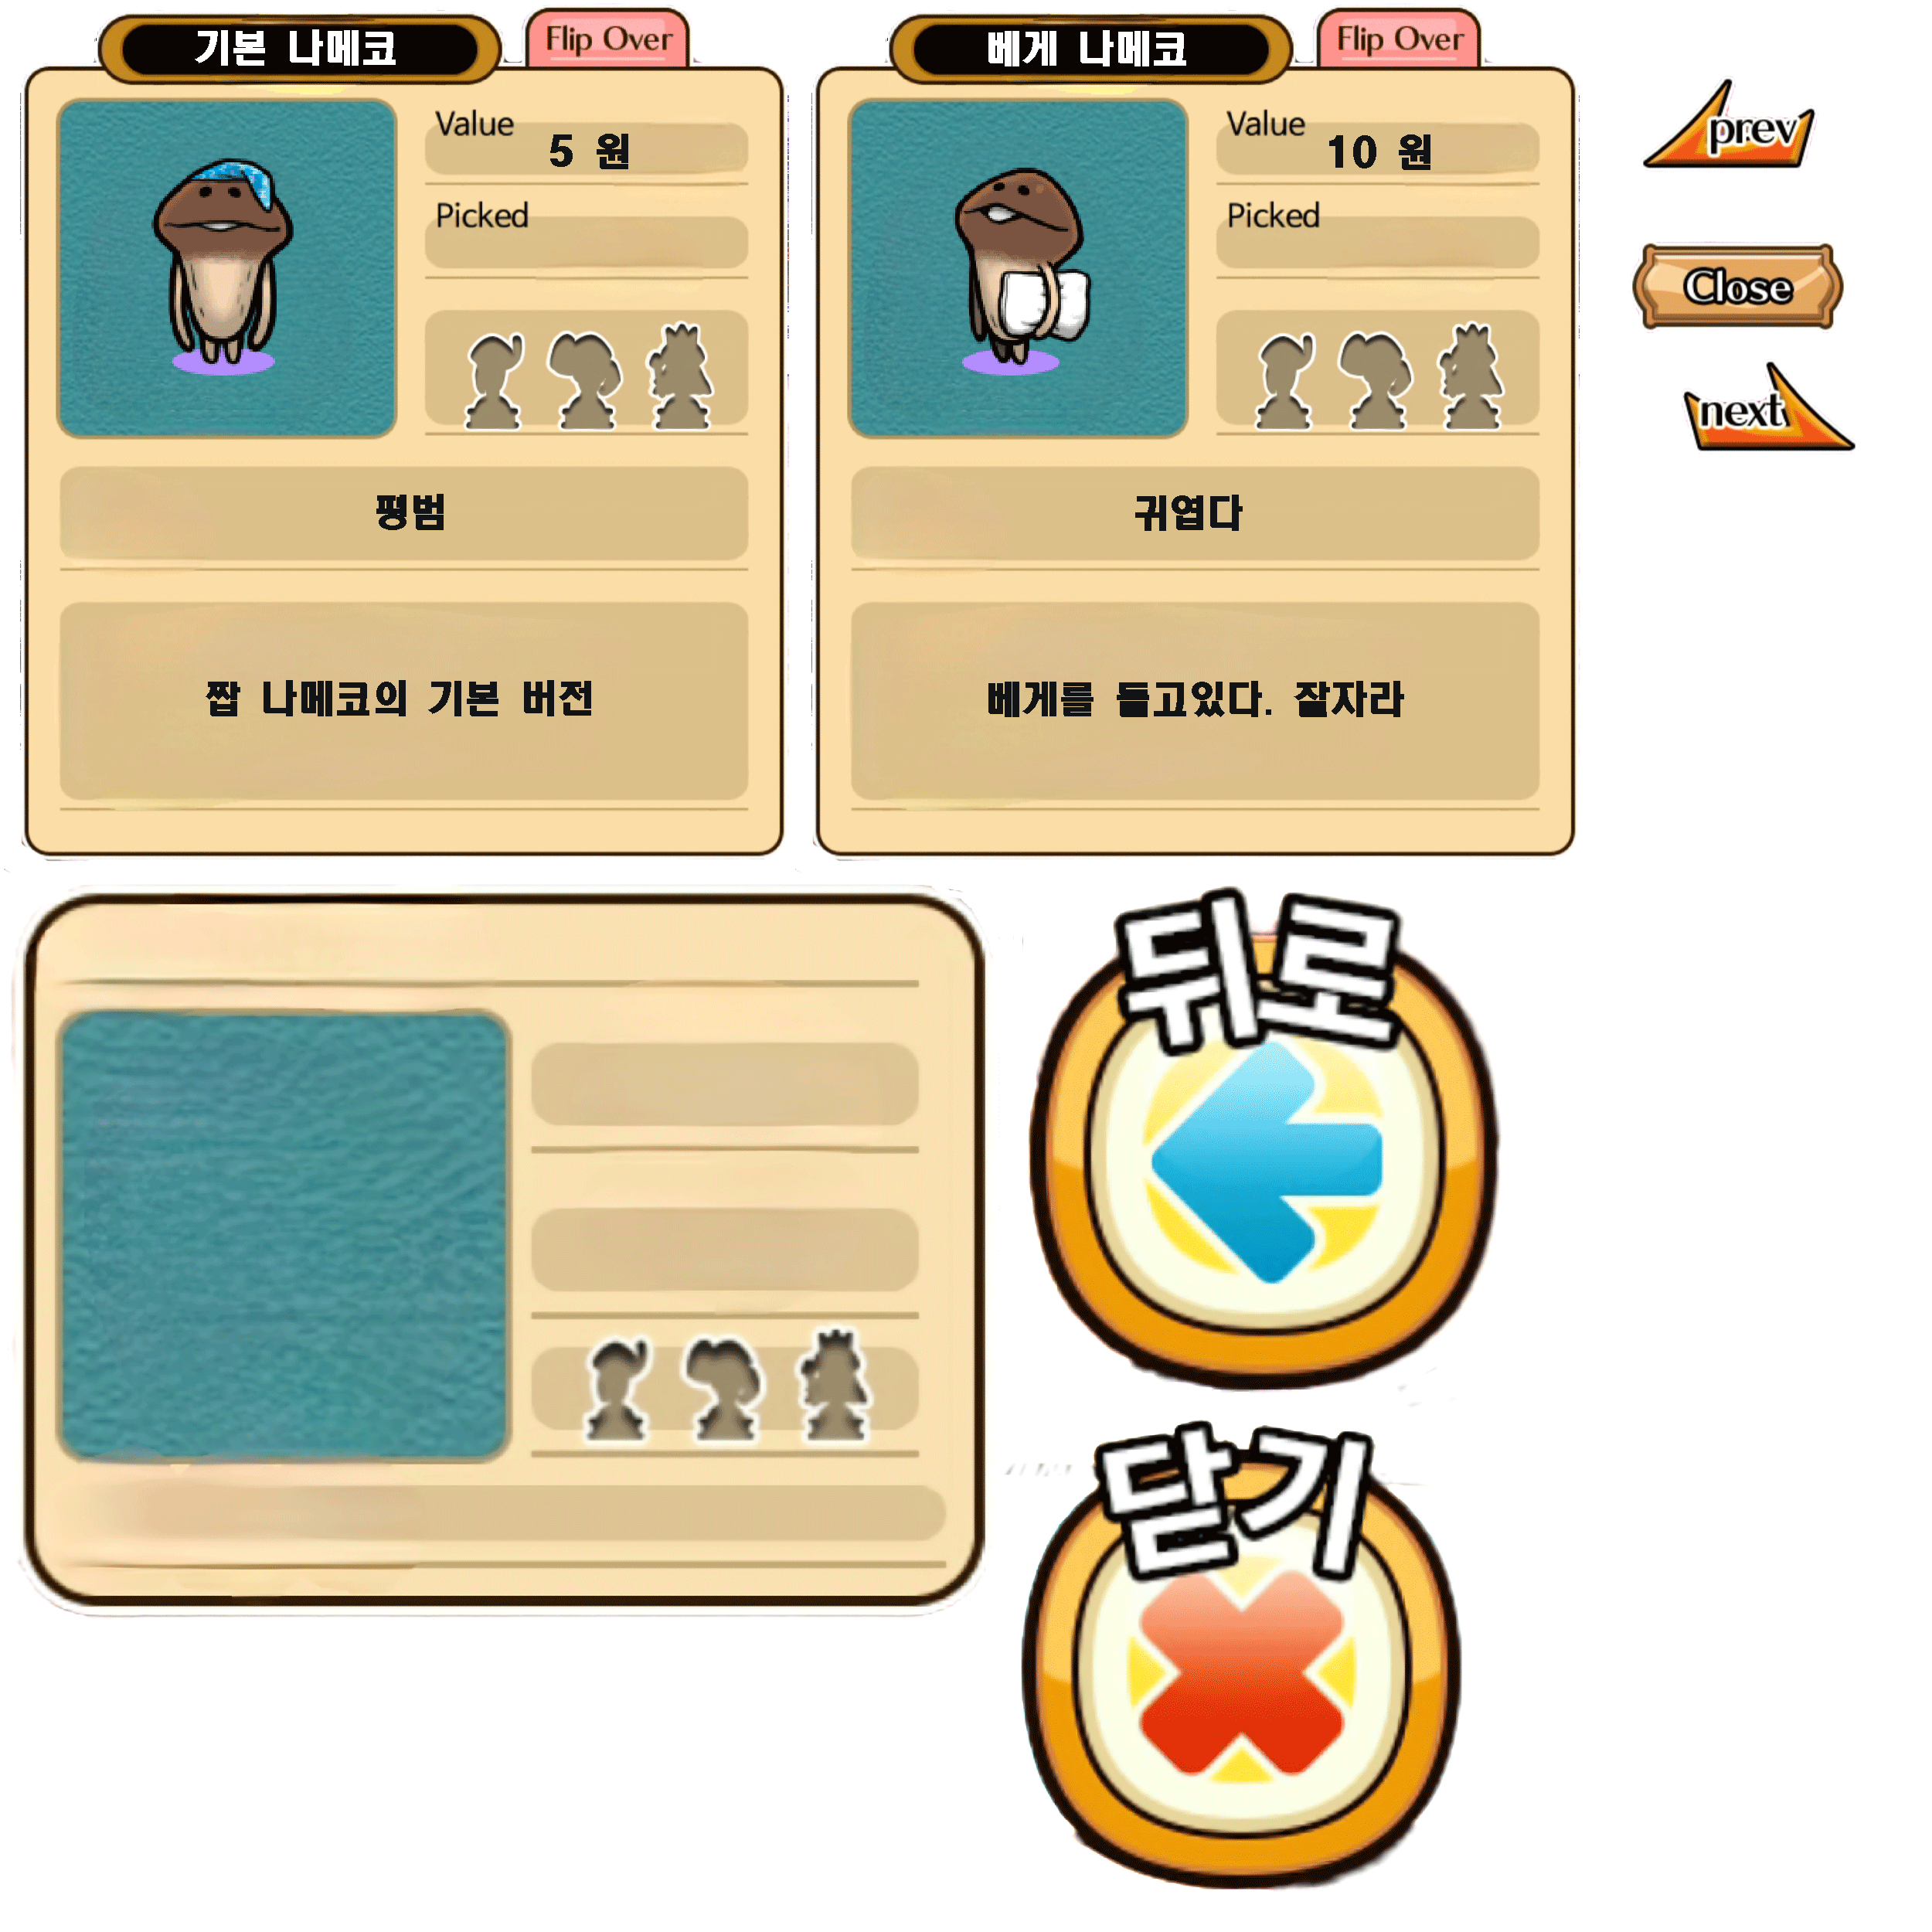 기본 나메코
Flip Over
Value
5 원
Picked
평범
짭 나메코의 기본 버전
베게 나메코
Flip Over
Value
10 원
Picked
귀엽다
베게를 들고있다. 잘자라
prev
Close
next
뒤로
닫기